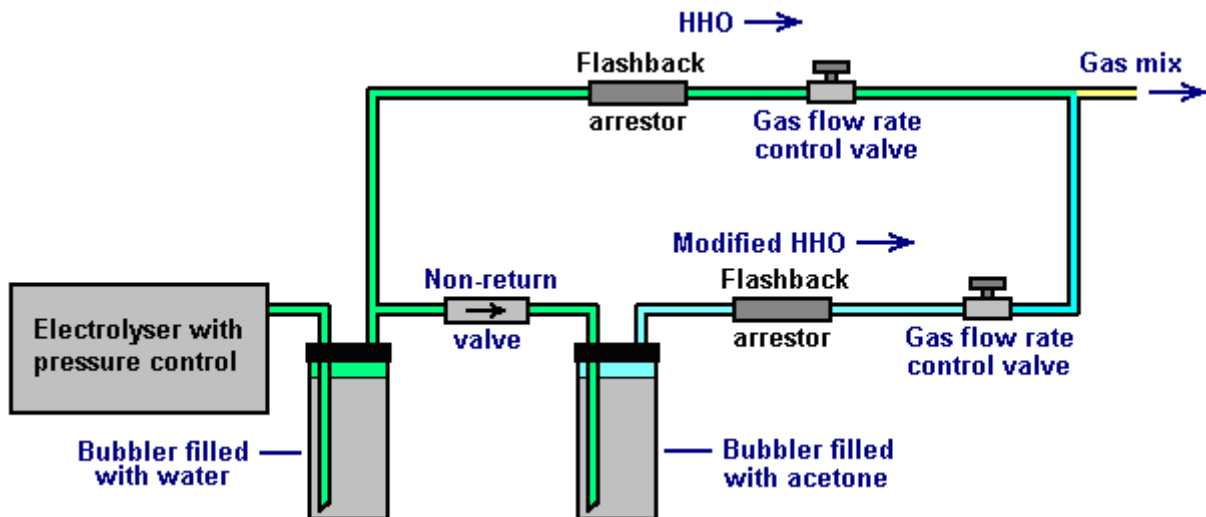 HHO
Flashback
arrestor
Gas flow rate
control valve
Gas mix
Modified HHO
Non-return
valve
Flashback
arrestor
Gas flow rate
control valve
Electrolyser with
pressure control
Bubbler filled
with water
Bubbler filled
with acetone